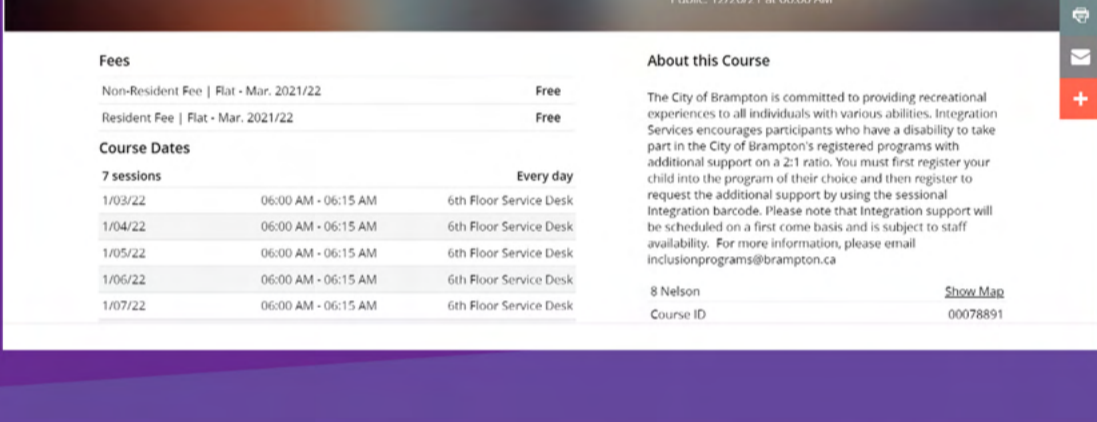 Fees
Non-Resident Fee | Flat - Mar. 2021/22 Free
Resident Fee | Flat - Mar. 2021/22 Free
Course Dates
7 sessions Every day
1/03/22 06:00 AM - 06:15 AM 6th Floor Service Desk
1/04/22 06:00 AM - 06:15 AM 6th Floor Service Desk
1/05/22 06:00 AM - 06:15 AM 6th Floor Service Desk
1/06/22 06:00 AM - 06:15 AM 6th Floor Service Desk
1/07/22 06:00 AM - 06:15 AM 6th Floor Service Desk
About this Course
The City of Brampton is committed to providing recreational
experiences to all individuals with various abilities. Integration
Services encourages participants who have a disability to take
part in the City of Brampton's registered programs with
additional support on a 2:1 ratio. You must first register your
child into the program of their choice and then register to
request the additional support by using the sessional
Integration barcode. Please note that Integration support will
be scheduled on a first come basis and is subject to staff
availability. For more information, please email
inclusionprograms@brampton.ca
8 Nelson Show Map
Course ID 00078891